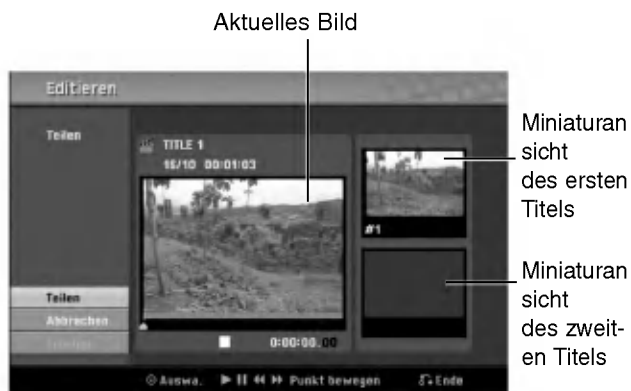 Aktuelles Bild
Editieren
Teilen
TITLE 1
15/10 00:01:03
#1
Miniaturan
sicht
des ersten
Titels
Miniaturan
sicht
des zweit-
en Titels
Teilen
Abbrechen
0:00:00.00
Auswa. Punkt bewegen Ende